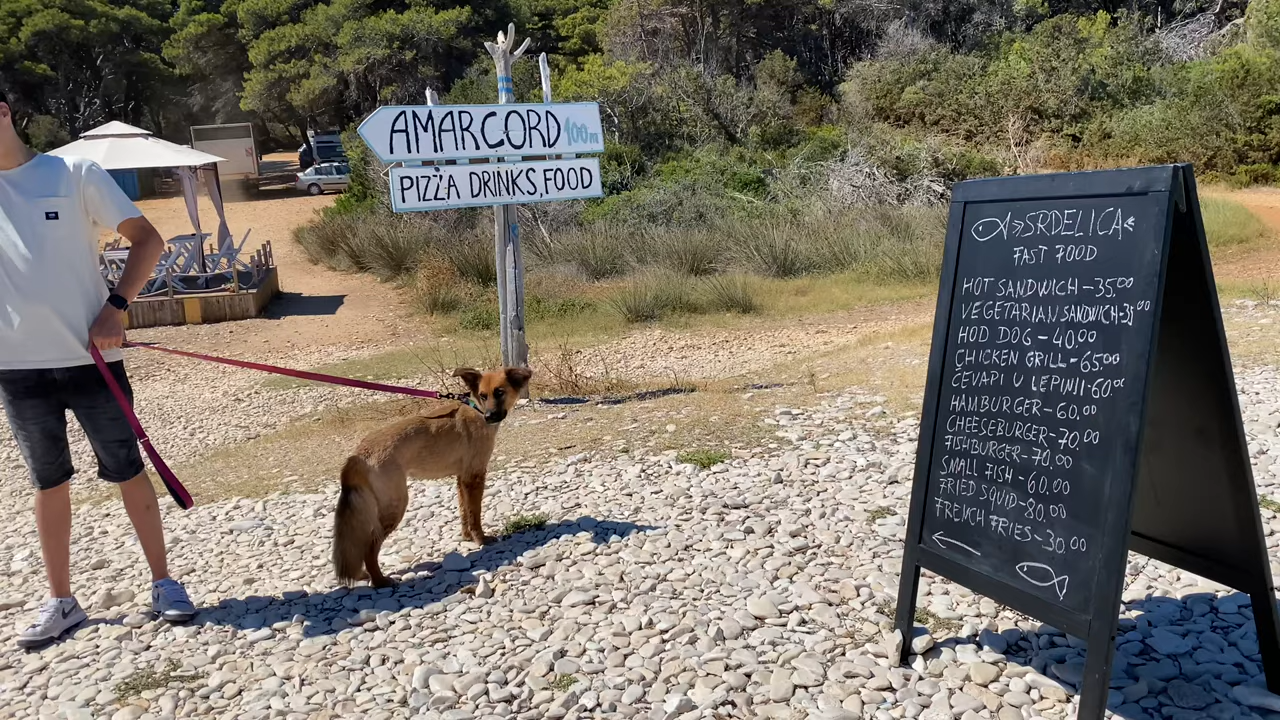 AMARCORD 100m
PIZZA DRINKS, FOOD
SRDELICA
FAST FOOD
HOT SANDWICH-35,00
VEGETARIAN SANDWICH-35,00
HOD DOG-40,00
CHICKEN GRILL-65,00
ĆEVAPI U LEPINJI-60,00
HAMBURGER-60,00
CHEESEBURGER-70,00
FISHBURGER-70,00
SMALL FISH-60,00
FRIED SQUID-80,00
FRENCH FRIES-30,00